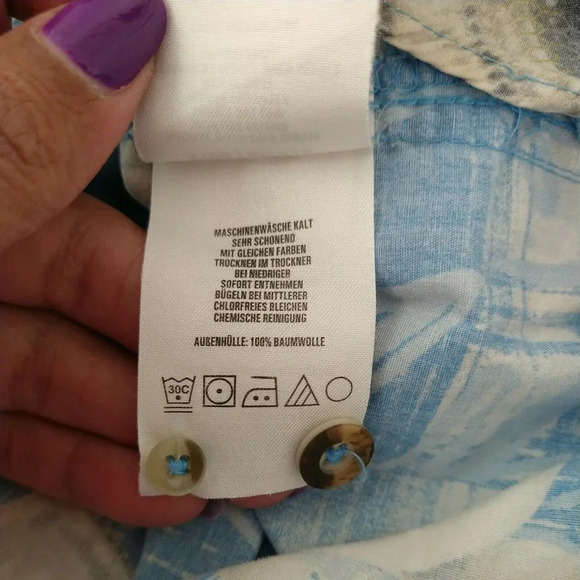 MASCHINENWÄSCHE KALT
SEHR SCHONEND
MIT GLEICHEN FARBEN
TROCKNEN IM TROCKNER
BEI NIEDRIGER
SOFORT ENTNEHMEN
BÜGELN BEI MITTLERER
CHLORFREIES BLEICHEN
CHEMISCHE REINIGUNG
AUßENHÜLLE: 100% BAUMWOLLE
30C